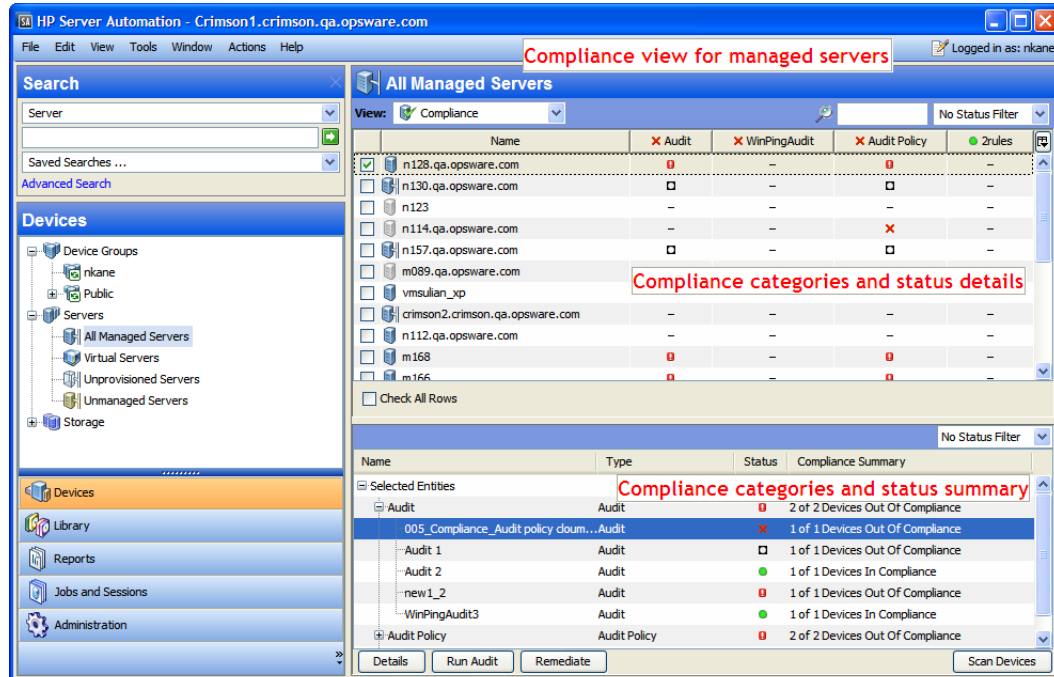 HP Server Automation - Crimson1.crimson.qa.opsware.com
File Edit View Tools Window Actions Help
Logged in as: nkane
Compliance view for managed servers
Search
Server
Saved Searches ...
Advanced Search
Devices
Device Groups
nkane
Public
Servers
All Managed Servers
Virtual Servers
Unprovisioned Servers
Unmanaged Servers
Storage
Devices
Library
Reports
Jobs and Sessions
Administration
All Managed Servers
View: Compliance No Status Filter
Name Audit WinPingAudit Audit Policy 2rules
n128.qa.opsware.com – –
n130.qa.opsware.com – –
n123 – – – –
n114.qa.opsware.com – – –
n157.qa.opsware.com – –
m089.qa.opsware.com
Compliance categories and status details
vmsulian_xp
crimson2.crimson.qa.opsware.com – – – –
n112.qa.opsware.com – – – –
m168 – –
m166 – –
Check All Rows
No Status Filter
Name Type Status Compliance Summary
Selected Entities
Compliance categories and status summary
Audit Audit 2 of 2 Devices Out Of Compliance
005_Compliance_Audit policy cloum... Audit 1 of 1 Devices Out Of Compliance
Audit 1 Audit 1 of 1 Devices Out Of Compliance
Audit 2 Audit 1 of 1 Devices In Compliance
new1_2 Audit 1 of 1 Devices Out Of Compliance
WinPingAudit3 Audit 1 of 1 Devices In Compliance
Audit Policy Audit Policy 2 of 2 Devices Out Of Compliance
Details Run Audit Remediate Scan Devices